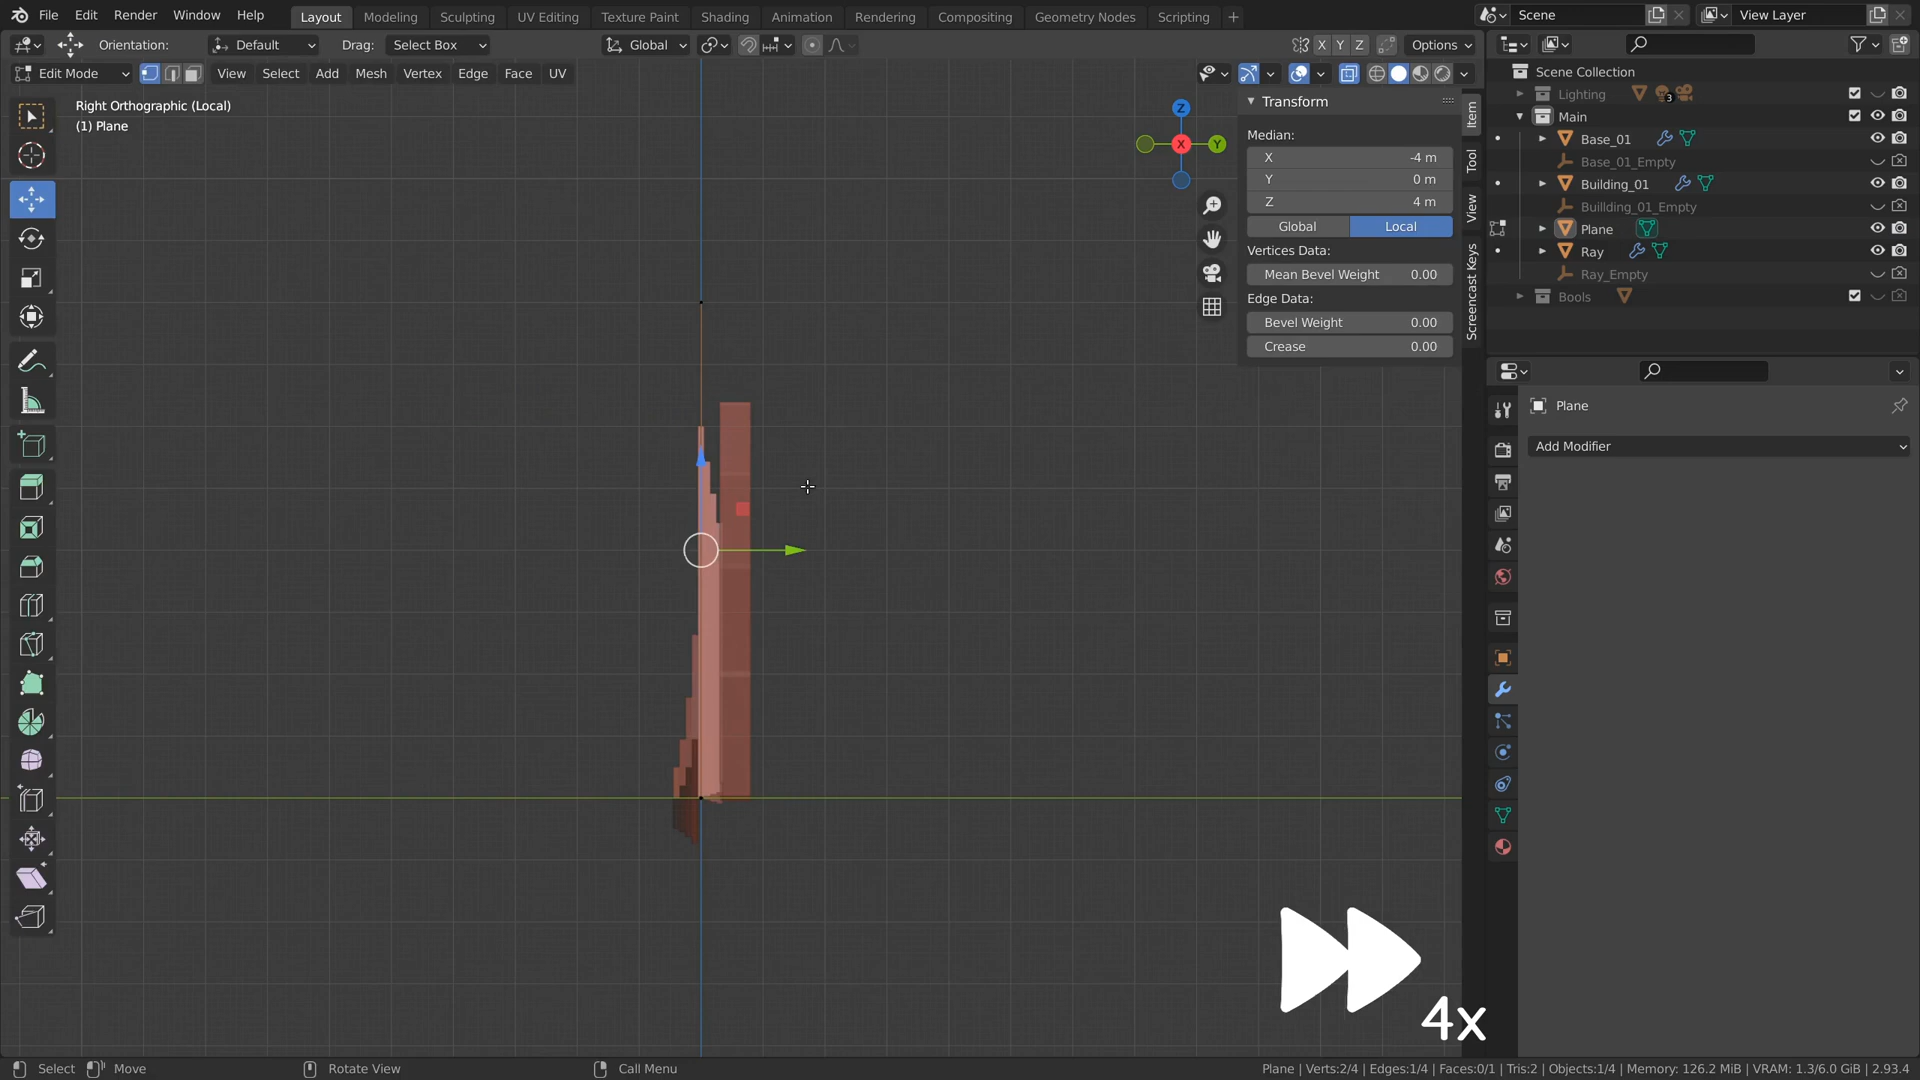 File Edit Render Window Help Layout Modeling Sculpting UV Editing Texture Paint Shading Animation Rendering Compositing Geometry Nodes Scripting + Scene View Layer
Orientation: Default Drag: Select Box Global X Y Z Options
Edit Mode View Select Add Mesh Vertex Edge Face UV
Right Orthographic (Local)
(1) Plane
Z
X
Y
Transform
Median:
X -4 m
Y 0 m
Z 4 m
Global Local
Vertices Data:
Mean Bevel Weight 0.00
Edge Data:
Bevel Weight 0.00
Crease 0.00
Item
Tool
View
Screencast Keys
Scene Collection
Lighting 3
Main
Base_01
Base_01_Empty
Building_01
Buillding_01_Empty
Plane
Ray
Ray_Empty
Bools
Plane
Add Modifier
4x
Select Move Rotate View Call Menu Plane | Verts:2/4 | Edges:1/4 | Faces:0/1 | Tris:2 | Objects:1/4 | Memory: 126.2 MiB | VRAM: 1.3/6.0 GiB | 2.93.4